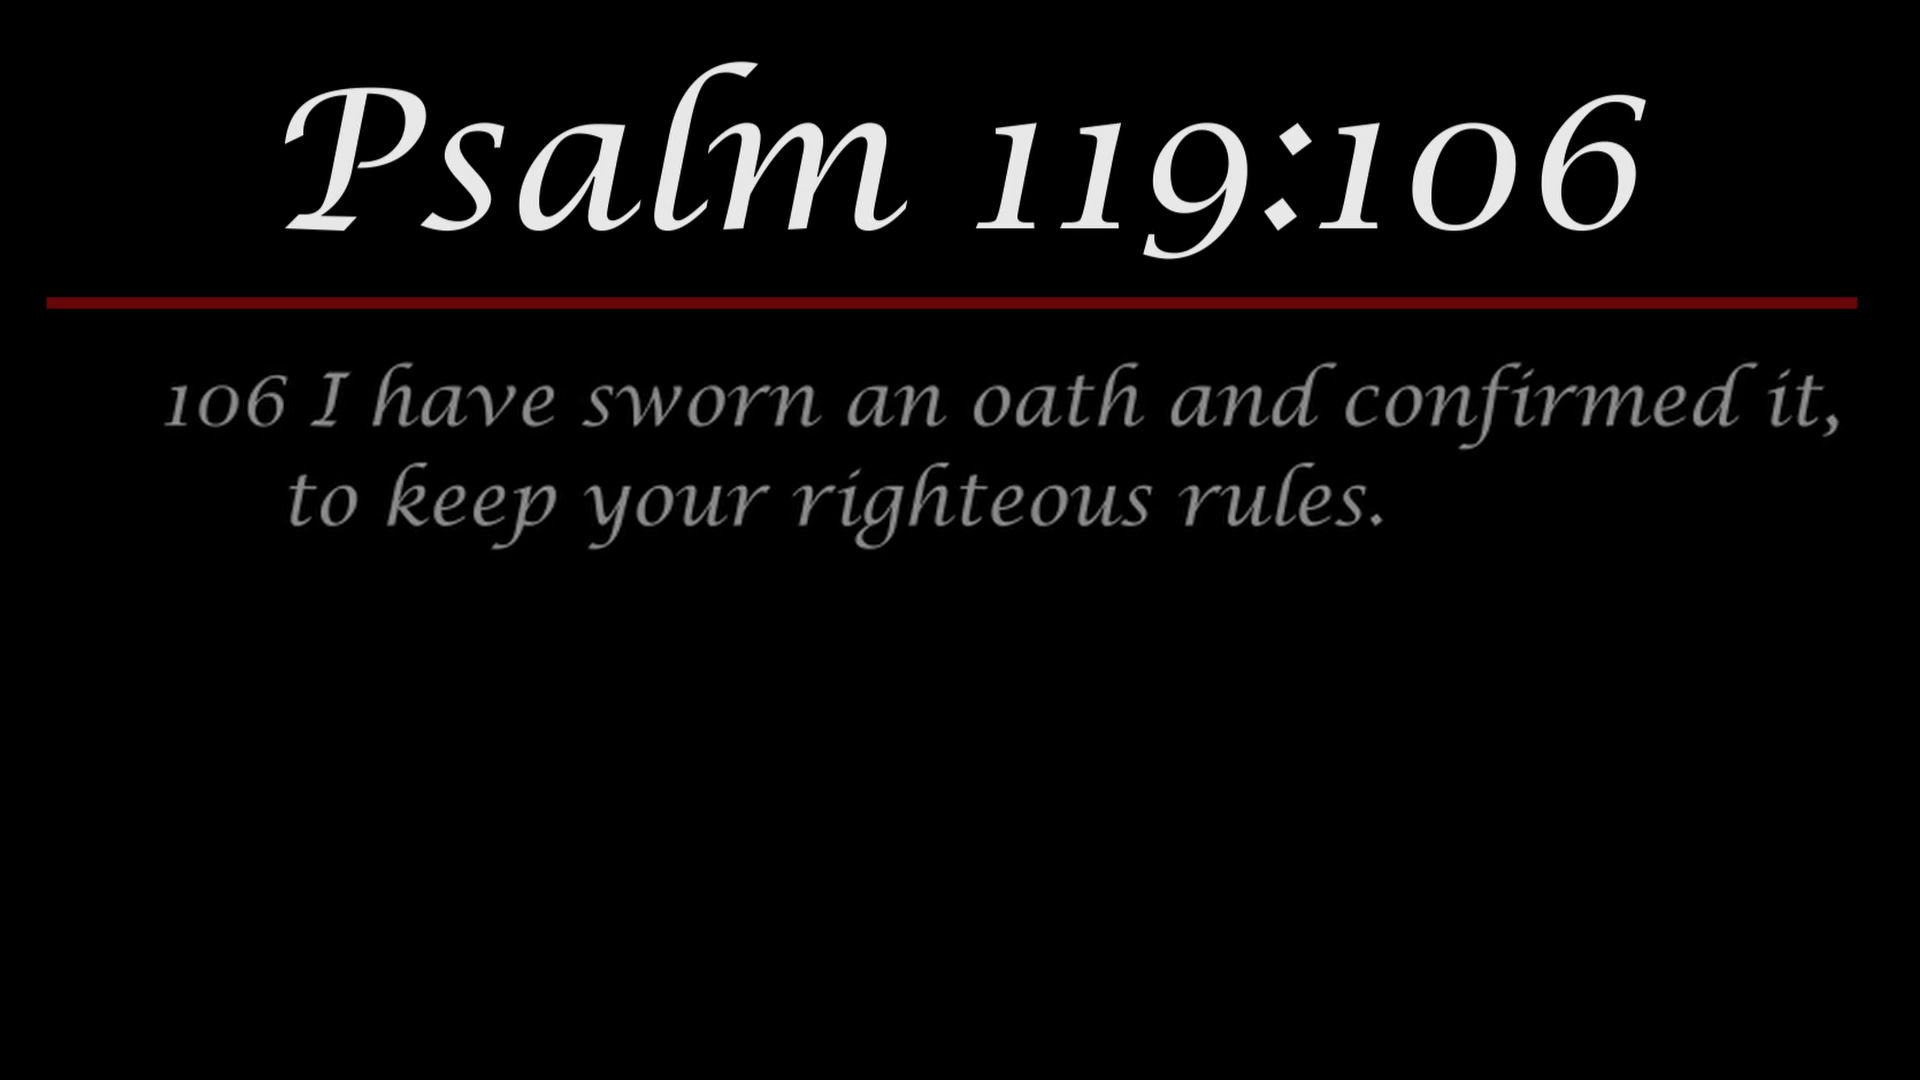 Psalm 119:106
106 I have sworn an oath and confirmed it,
to keep your righteous rules.